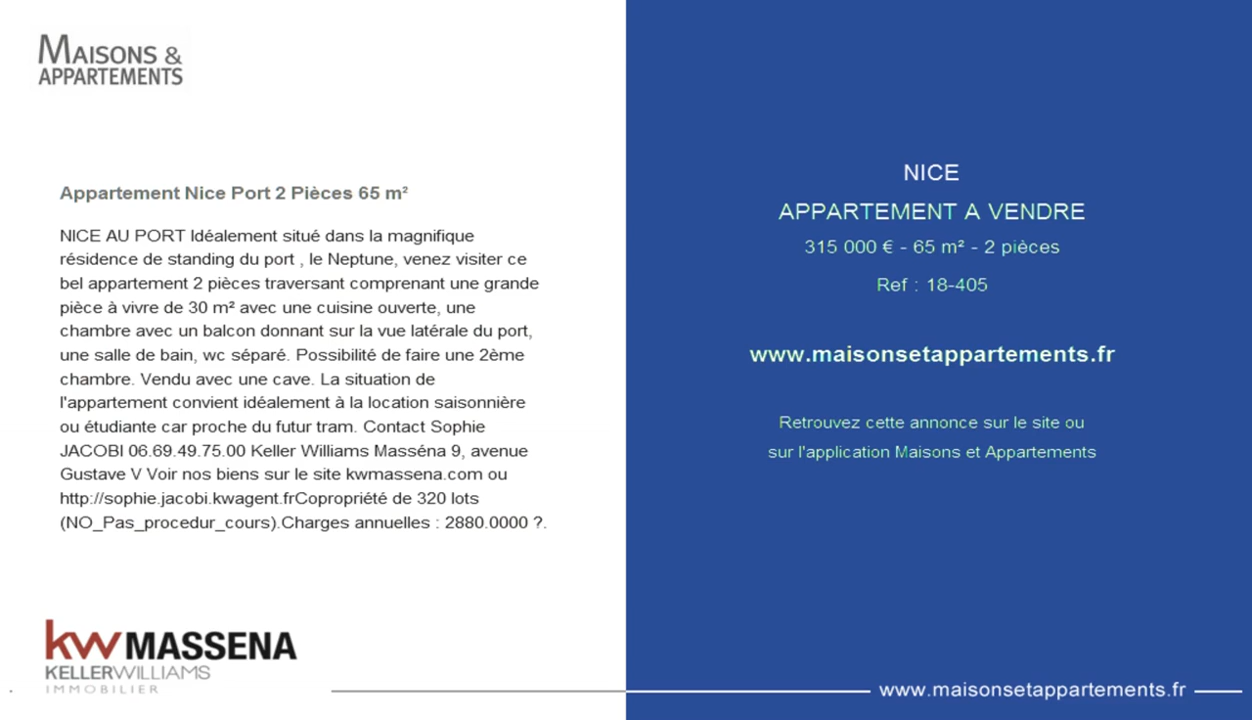 MAISONS &
APPARTEMENTS
Appartement Nice Port 2 Pièces 65 m²
NICE AU PORT Idéalement situé dans la magnifique
résidence de standing du port , le Neptune, venez visiter ce
bel appartement 2 pièces traversant comprenant une grande
pièce à vivre de 30 m² avec une cuisine ouverte, une
chambre avec un balcon donnant sur la vue latérale du port,
une salle de bain, wc séparé. Possibilité de faire une 2ème
chambre. Vendu avec une cave. La situation de
l'appartement convient idéalement à la location saisonnière
ou étudiante car proche du futur tram. Contact Sophie
JACOBI 06.69.49.75.00 Keller Williams Masséna 9, avenue
Gustave V Voir nos biens sur le site kwmassena.com ou
http://sophie.jacobi.kwagent.frCopropriété de 320 lots
(NO_Pas_procedur_cours).Charges annuelles : 2880.0000 ?.
kwMASSENA
KELLERWILLIAMS
IMMOBILIER
NICE
APPARTEMENT A VENDRE
315 000 € - 65 m² - 2 pièces
Ref : 18-405
www.maisonsetappartements.fr
Retrouvez cette annonce sur le site ou
sur l'application Maisons et Appartements
www.maisonsetappartements.fr